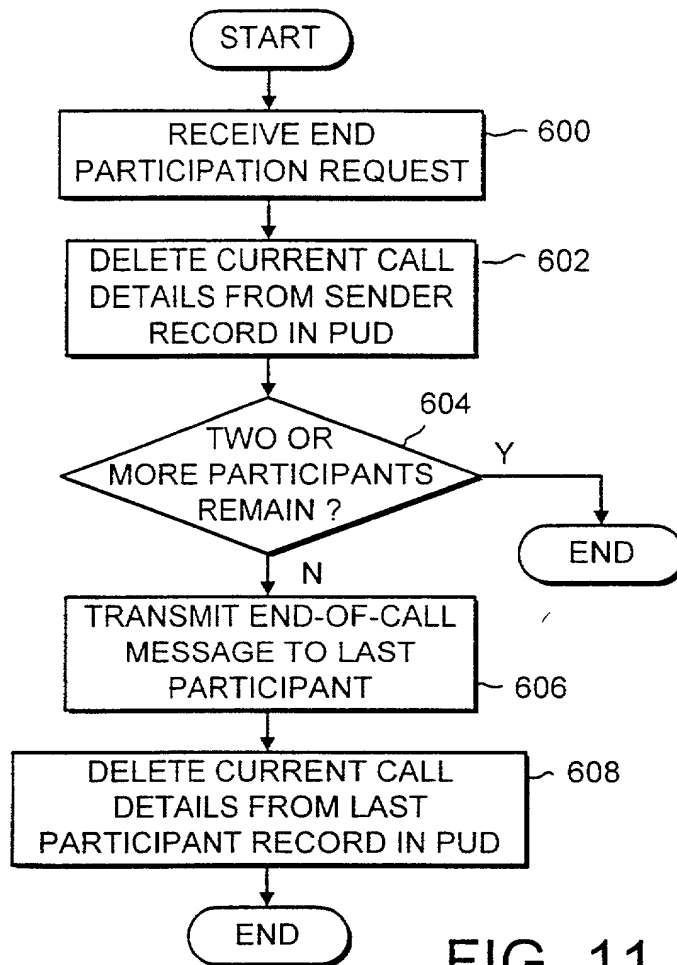 START
RECEIVE END
PARTICIPATION REQUEST
600
DELETE CURRENT CALL
DETAILS FROM SENDER
RECORD IN PUD
602
604
TWO OR
MORE PARTICIPANTS
REMAIN ?
Y
END
N
TRANSMIT END-OF-CALL
MESSAGE TO LAST
PARTICIPANT
606
DELETE CURRENT CALL
DETAILS FROM LAST
PARTICIPANT RECORD IN PUD
608
END
FIG. 11